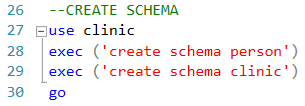 26 --CREATE SCHEMA
27 use clinic
28 exec ('create schema person')
29 exec ('create schema clinic')
30 go